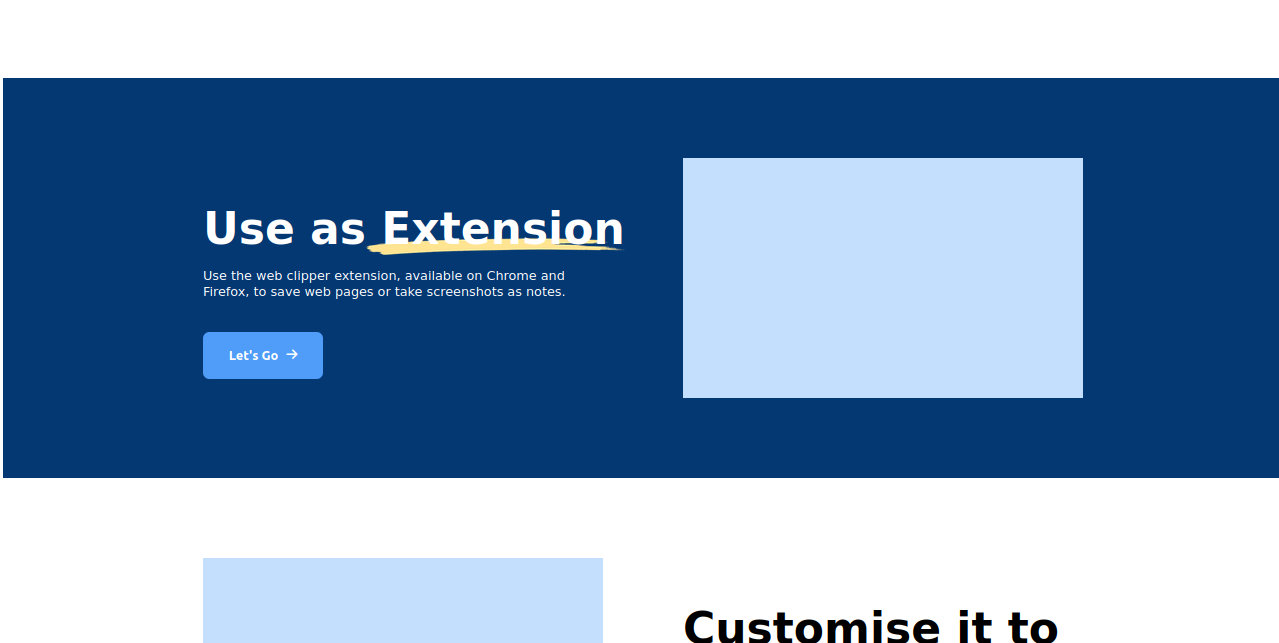 Use as Extension
Use the web clipper extension, available on Chrome and
Firefox, to save web pages or take screenshots as notes.
Let's Go
Customise it to